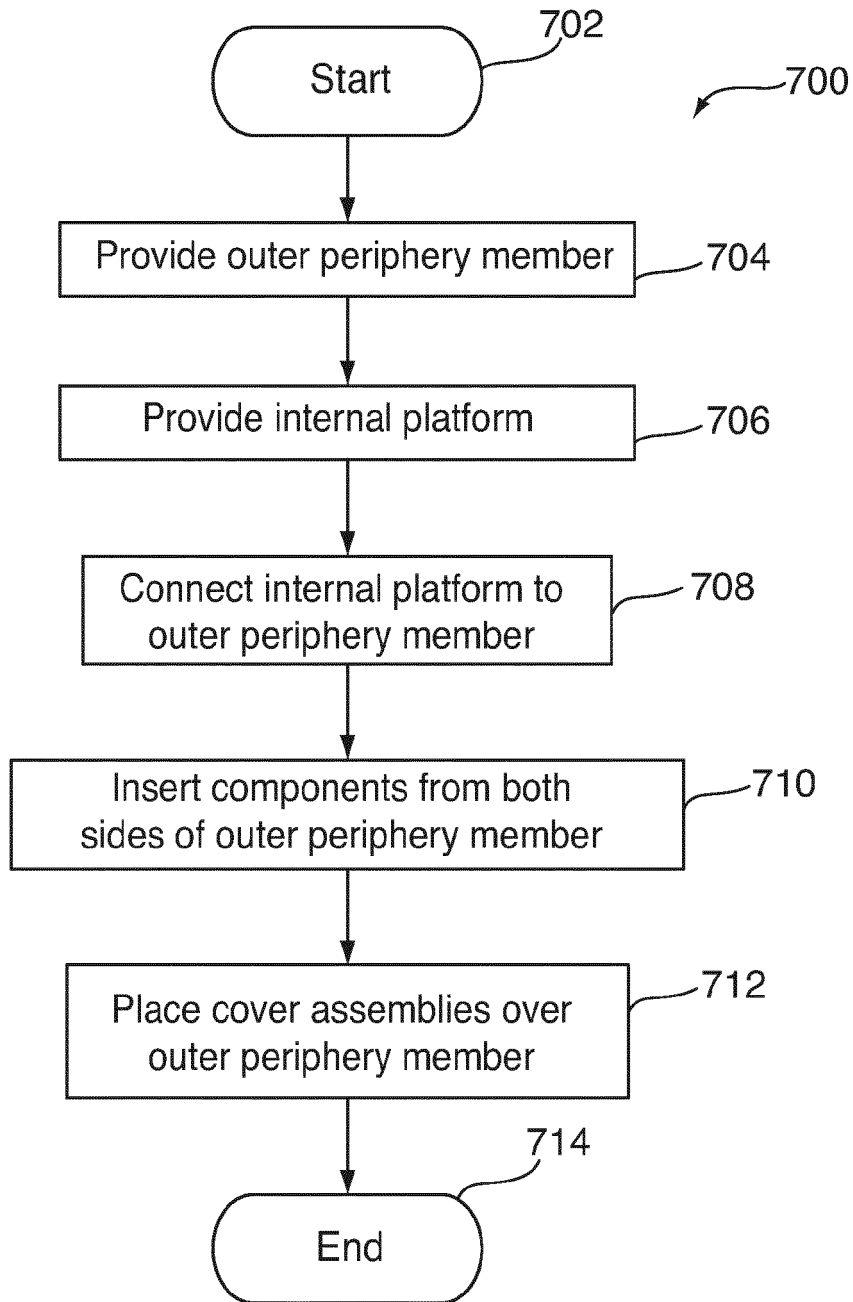 702
Start
700
Provide outer periphery member
704
Provide internal platform
706
Connect internal platform to
outer periphery member
708
Insert components from both
sides of outer periphery member
710
Place cover assemblies over
outer periphery member
712
714
End